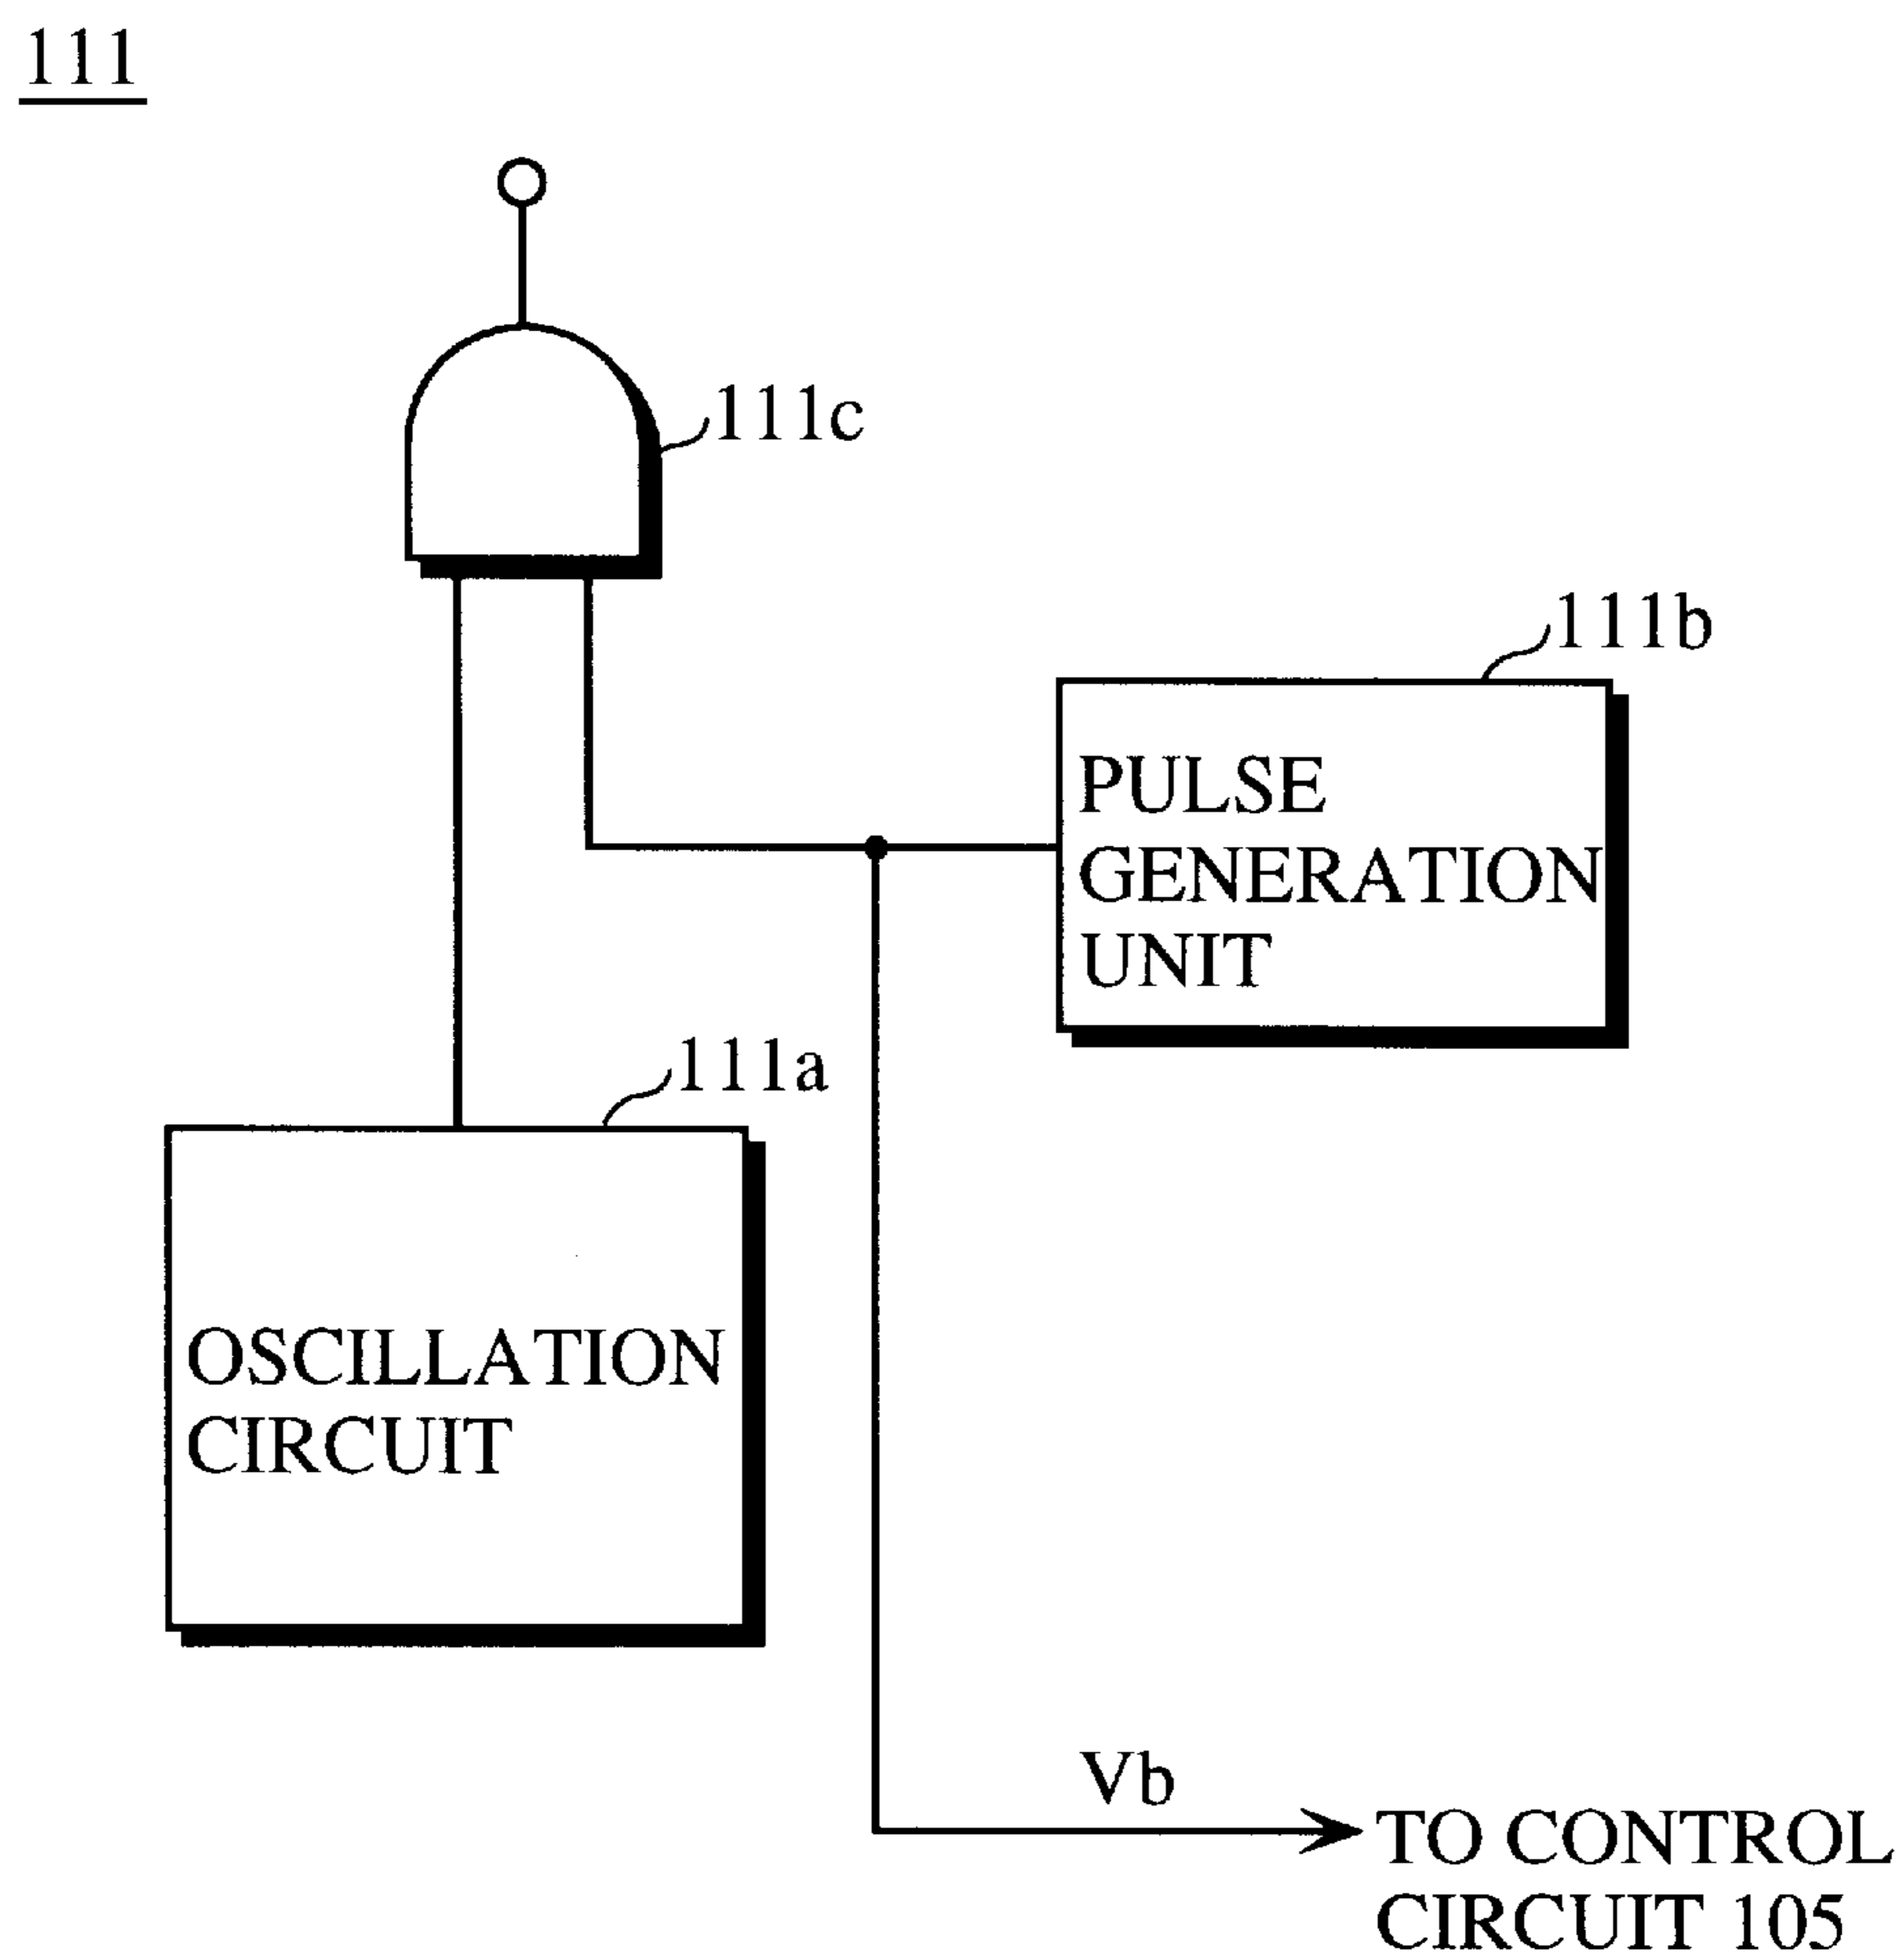 111
111c
111b
PULSE
GENERATION
UNIT
111a
OSCILLATION
CIRCUIT
Vb
TO CONTROL
CIRCUIT 105